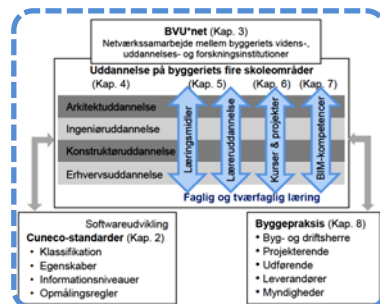 BVU*net (Kap. 3)
Netværkssamarbejde mellem byggeriets videns-,
uddannelses- og forskningsinstitutioner
Uddannelse på byggeriets fire skoleområder
(Kap. 4) (Kap. 5) (Kap. 6) (Kap. 7)
Arkitektuddannelse
Ingeniøruddannelse
Konstruktøruddannelse
Erhvervsuddannelse
Læringsmidler
Læreruddannelse
Kurser & projekter
BIM-kompetencer
Faglig og tværfaglig læring
Softwareudvikling
Cuneco-standarder (Kap. 2)
• Klassifikation
• Egenskaber
• Informationsniveauer
• Opmålingsregler
Byggepraksis (Kap. 8)
• Byg- og driftsherre
• Projekterende
• Udførende
• Leverandører
• Myndigheder